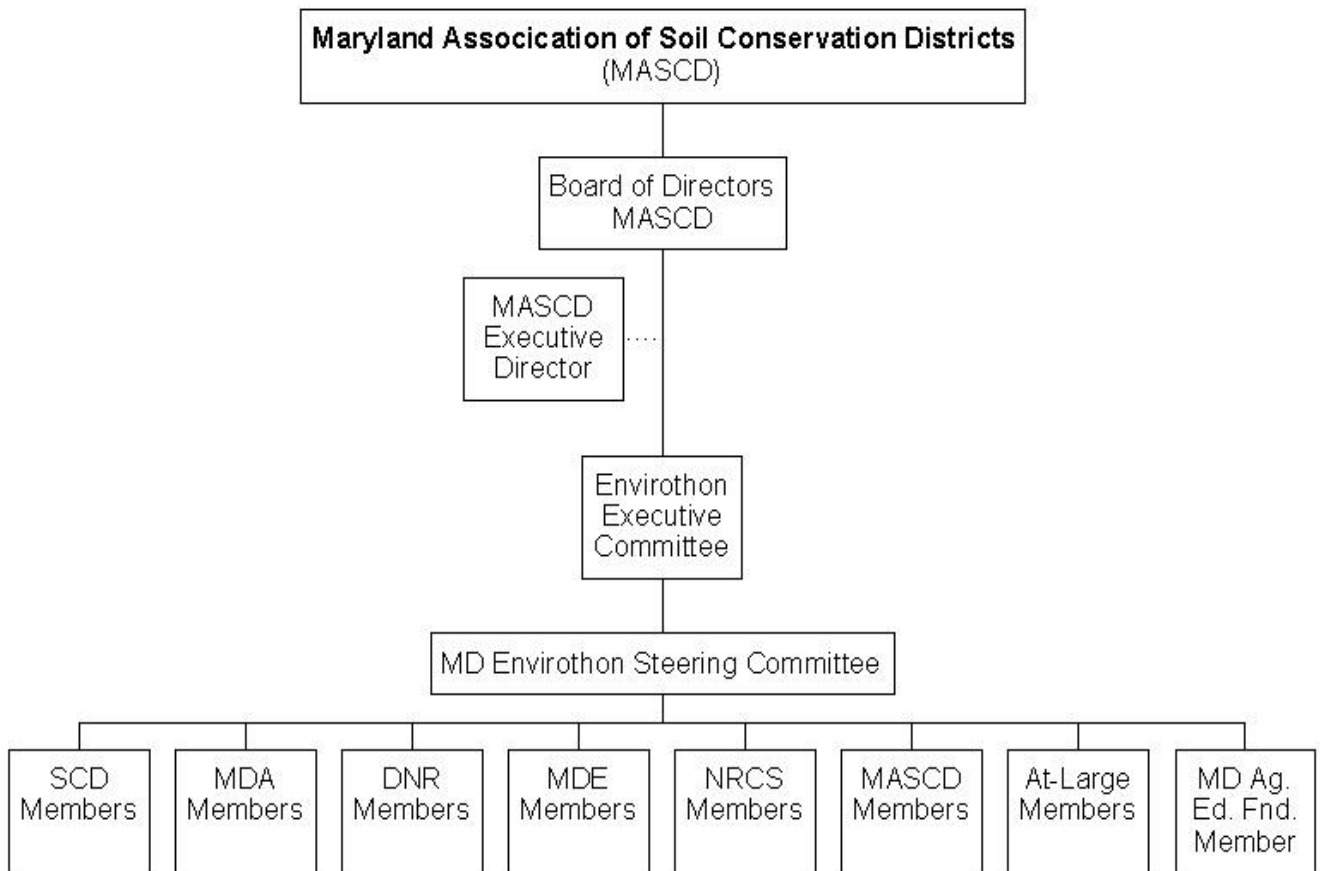 Maryland Associcaton of Soil Conservation Districts
(MASCD)
Board of Directors
MASCD
MASCD
Executive
Director
Envirothon
Executive
Committee
MD Envirothon Steering Committee
SCD
Members
MDA
Members
DNR
Members
MDE
Members
NRCS
Members
MASCD
Members
At-Large
Members
MD Ag.
Ed. Fnd.
Member